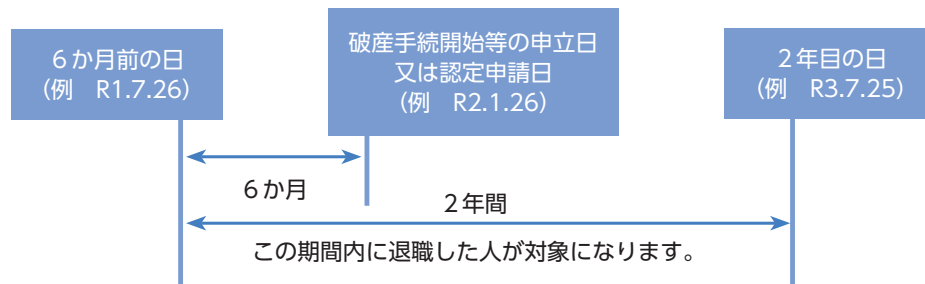 6か月前の日
(例　R1.7.26)
破産手続開始等の申立日
又は認定申請日
(例　R2.1.26)
2年目の日
(例　R3.7.25)
6か月
2年間
この期間内に退職した人が対象になります。